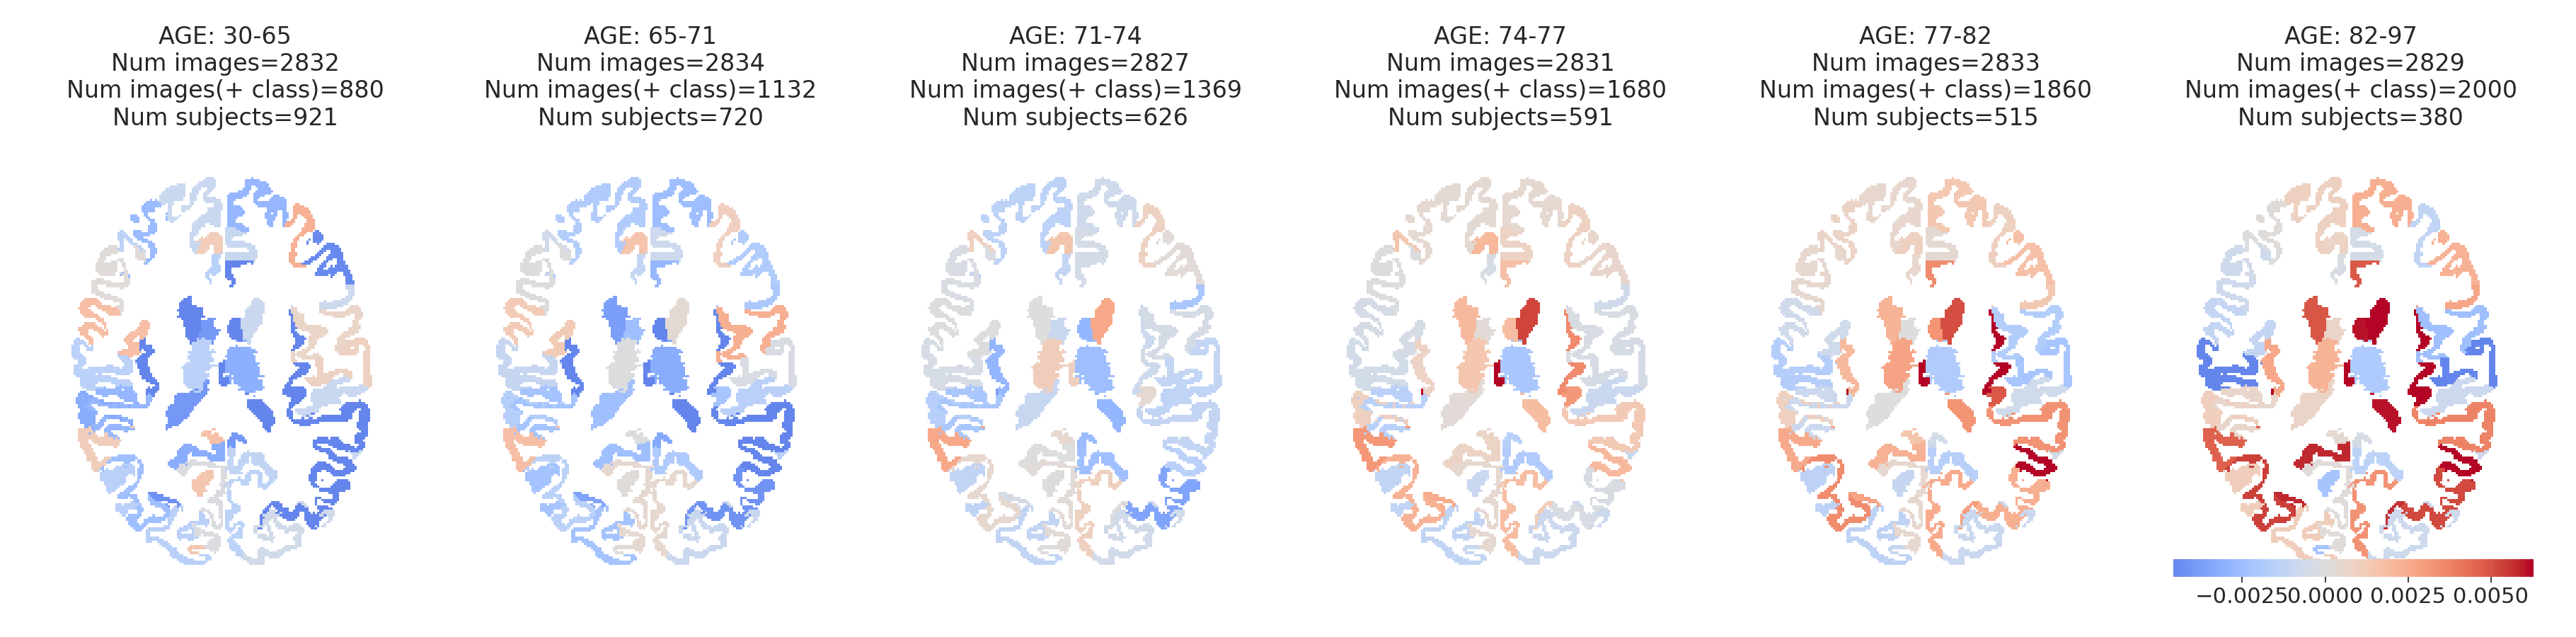 AGE: 30-65
Num images=2832
Num images(+ class)=880
Num subjects=921
AGE: 65-71
Num images=2834
Num images(+ class)=1132
Num subjects=720
AGE: 71-74
Num images=2827
Num images(+ class)=1369
Num subjects=626
AGE: 74-77
Num images=2831
Num images(+ class)=1680
Num subjects=591
AGE: 77-82
Num images=2833
Num images(+ class)=1860
Num subjects=515
AGE: 82-97
Num images=2829
Num images(+ class)=2000
Num subjects=380
−0.0025 0.0000 0.0025 0.0050